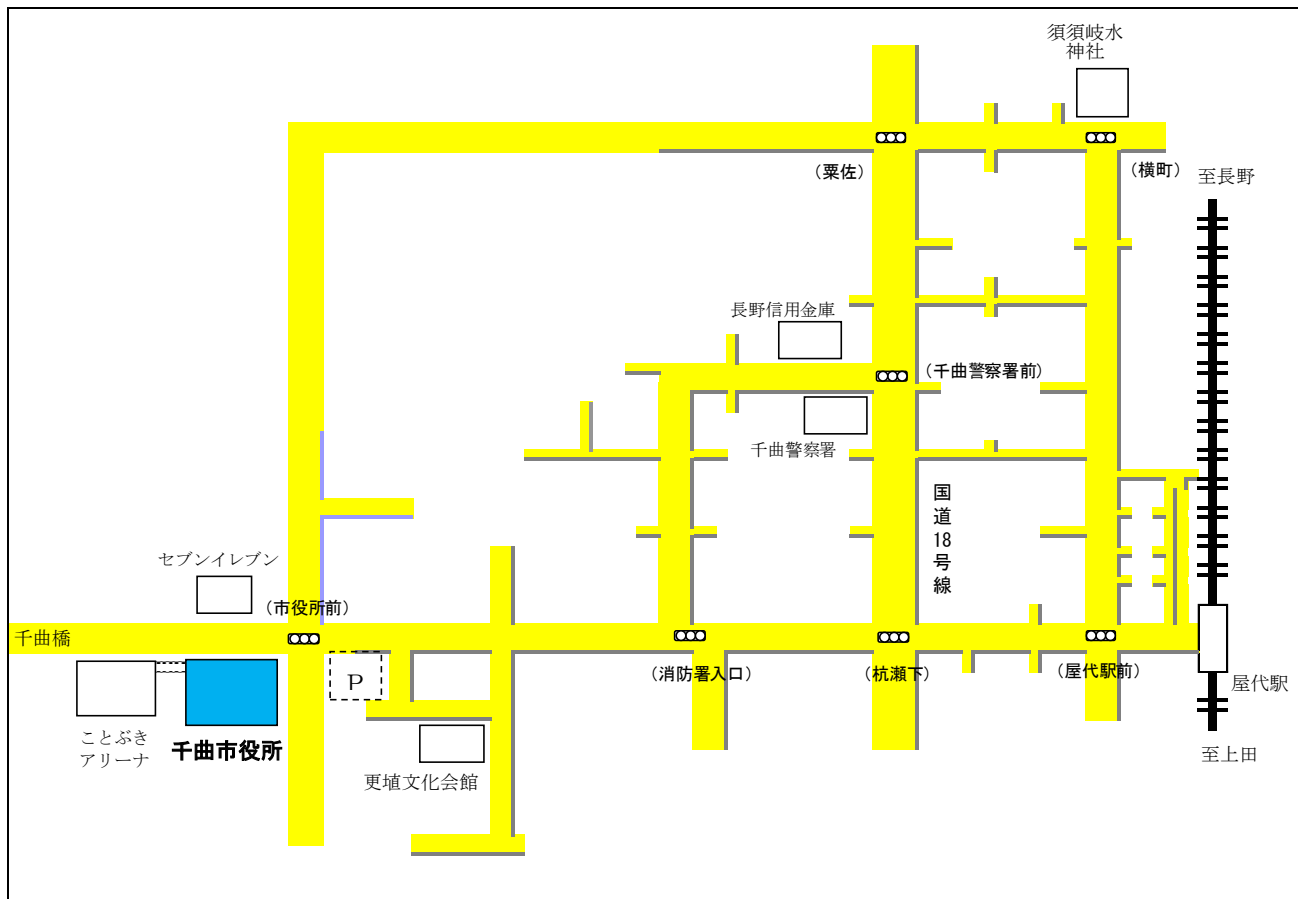 須須岐水
神社
(粟佐)
(横町)
至長野
長野信用金庫
(千曲警察署前)
千曲警察署
国道18号線
セブンイレブン
(市役所前)
千曲橋
P
(消防署入口)
(杭瀬下)
(屋代駅前)
屋代駅
ことぶき
アリーナ
千曲市役所
更埴文化会館
至上田